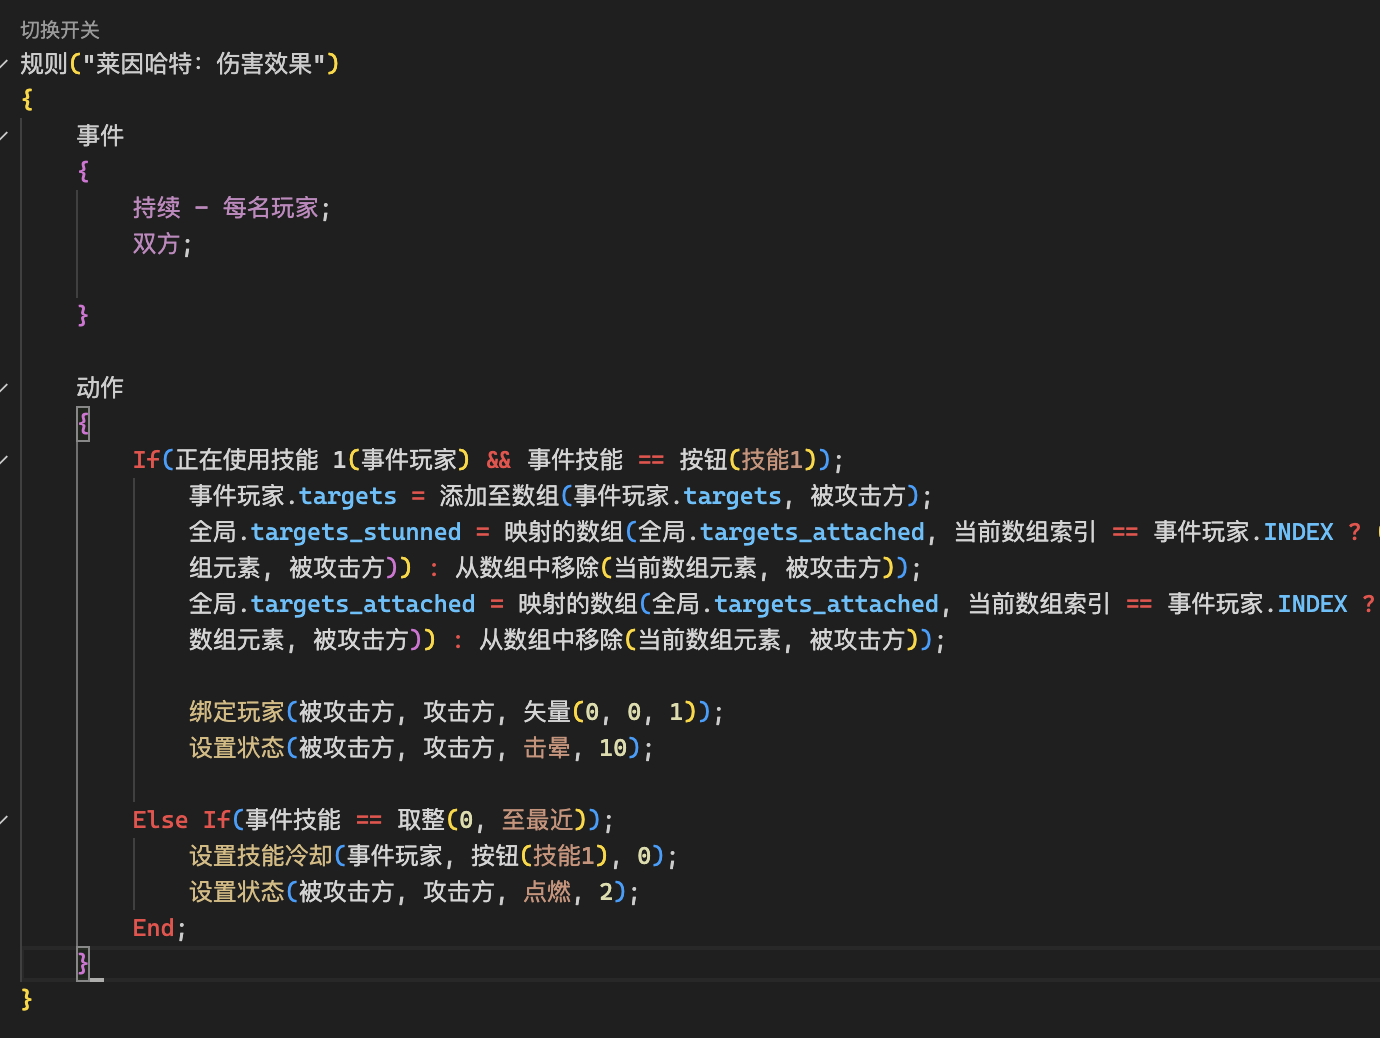 切换开关
规则("莱因哈特: 伤害效果")
{
事件
{
持续 - 每名玩家;
双方;
}
动作
{
If(正在使用技能 1(事件玩家) && 事件技能 == 按钮(技能1));
事件玩家.targets = 添加至数组(事件玩家.targets, 被攻击方);
全局.targets_stunned = 映射的数组(全局.targets_attached, 当前数组索引 == 事件玩家.INDEX ? (
组元素, 被攻击方)) : 从数组中移除(当前数组元素, 被攻击方));
全局.targets_attached = 映射的数组(全局.targets_attached, 当前数组索引 == 事件玩家.INDEX ?
数组元素, 被攻击方)) : 从数组中移除(当前数组元素, 被攻击方));
绑定玩家(被攻击方, 攻击方, 矢量(0, 0, 1));
设置状态(被攻击方, 攻击方, 击晕, 10);
Else If(事件技能 == 取整(0, 至最近));
设置技能冷却(事件玩家, 按钮(技能1), 0);
设置状态(被攻击方, 攻击方, 点燃, 2);
End;
}
}